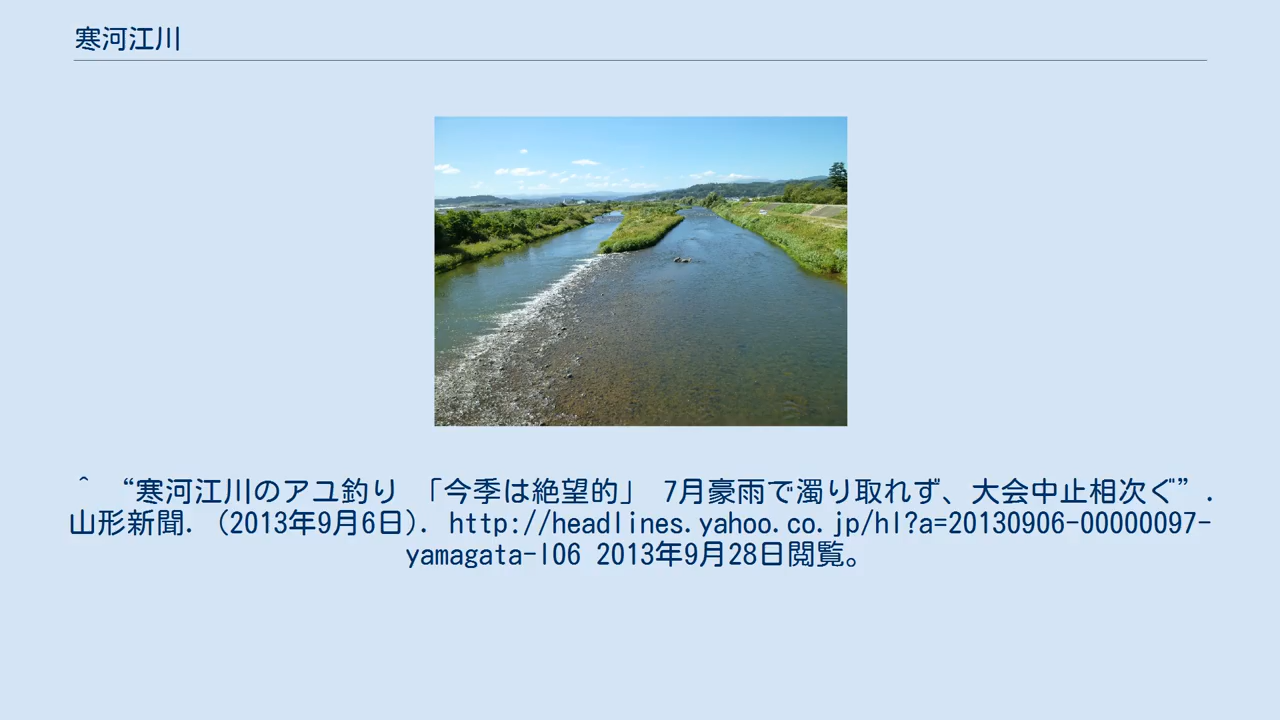 寒河江川
^ “寒河江川のアユ釣り 「今季は絶望的」 7月豪雨で濁り取れず、大会中止相次ぐ”.
山形新聞. (2013年9月6日). http://headlines.yahoo.co.jp/hl?a=20130906-00000097-
yamagata-l06 2013年9月28日閲覧。